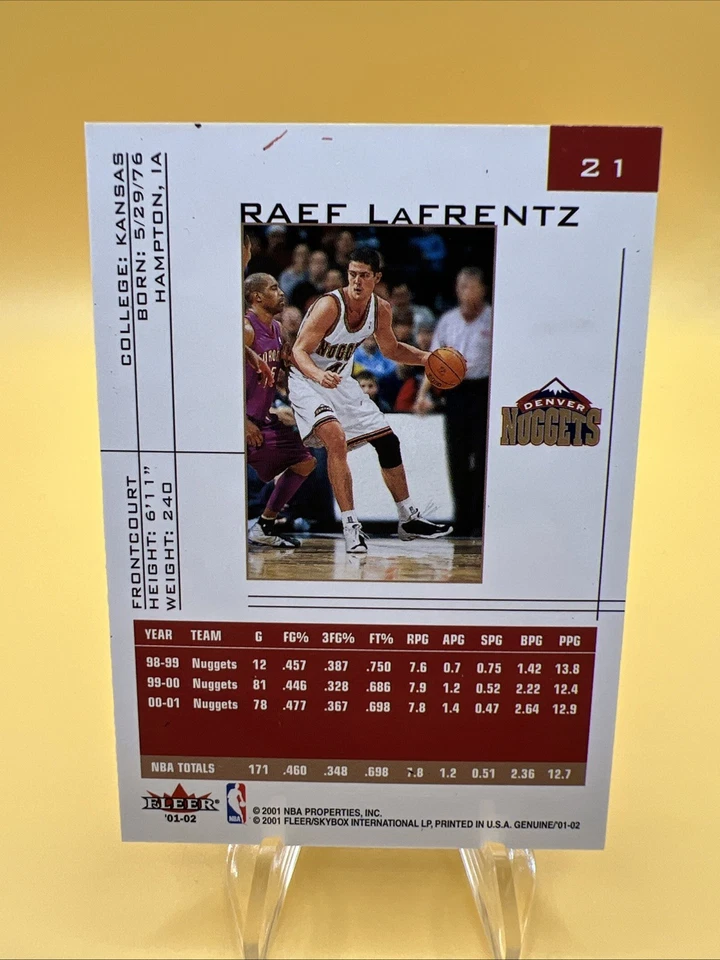 21
RAEF LAFRENTZ
COLLEGE: KANSAS
BORN: 5/29/76
HAMPTON, IA
FRONTCOURT
HEIGHT: 6'11"
WEIGHT: 240
DENVER
NUGGETS
YEAR TEAM G FG% 3FG% FT% RPG APG SPG BPG PPG
98-99 Nuggets 12 .457 .387 .750 7.6 0.7 0.75 1.42 13.8
99-00 Nuggets 81 .446 .328 .686 7.9 1.2 0.52 2.22 12.4
00-01 Nuggets 78 .477 .367 .698 7.8 1.4 0.47 2.64 12.9
NBA TOTALS 171 .460 .348 .698 7.8 1.2 0.51 2.36 12.7
FLEER®
'01-02
NBA
© 2001 NBA PROPERTIES, INC.
© 2001 FLEER/SKYBOX INTERNATIONAL LP, PRINTED IN U.S.A. GENUINE/'01-02